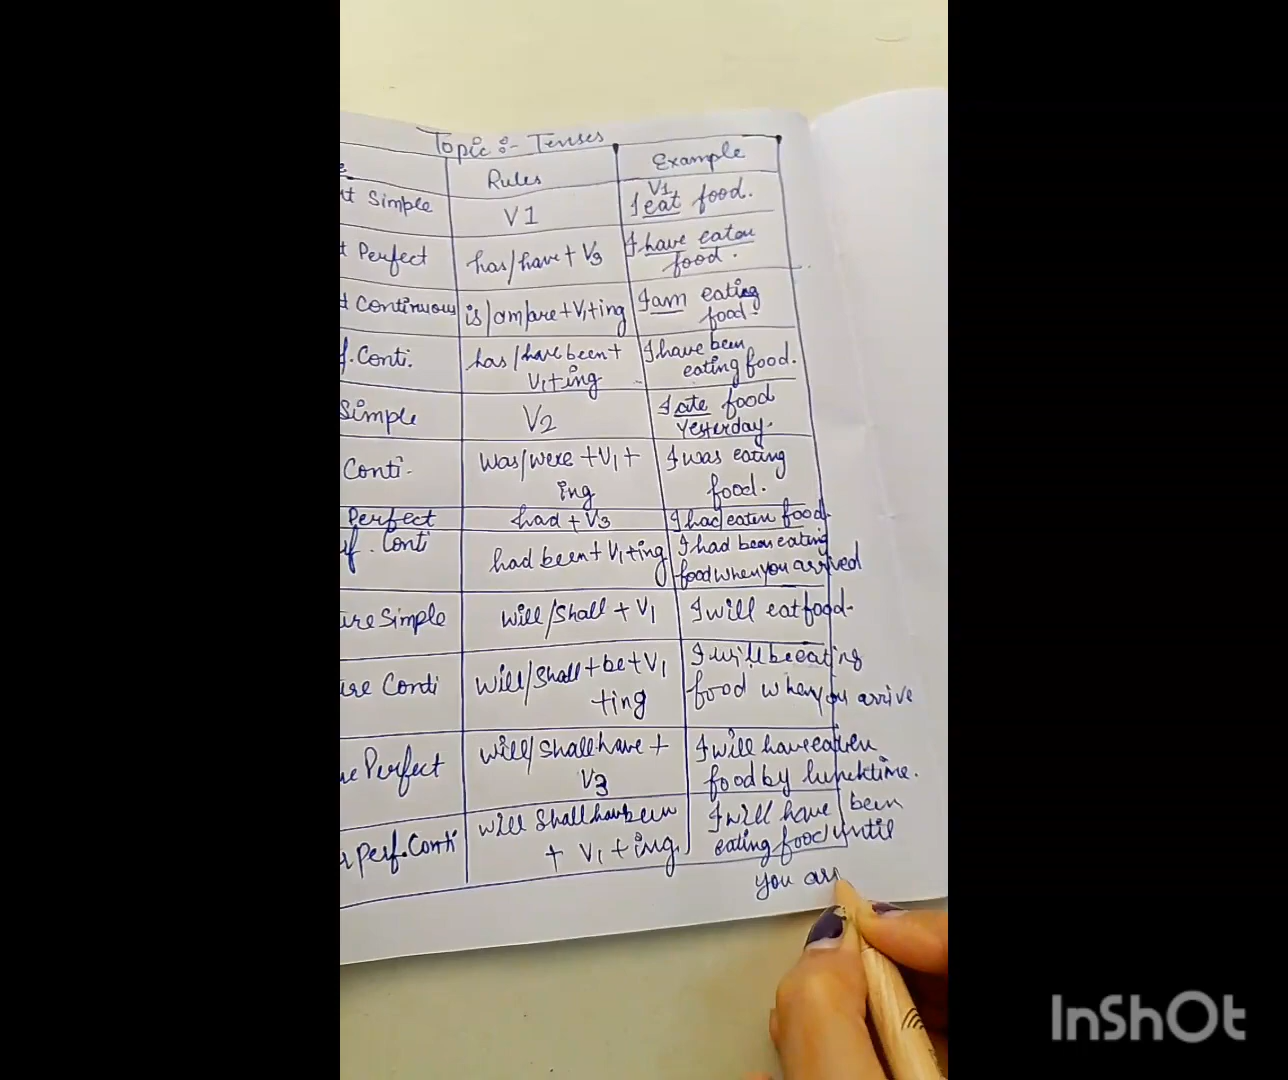 Topic :- Tenses
Rules
Example
t Simple
V1
V1
I eat food.
t Perfect
has/have + V3
I have eaten
food.
t Continuous
is/am/are + V1 + ing
I am eating
food.
f. Conti.
has/have been +
V1 + ing
I have been
eating food.
Simple
V2
I ate food
Yesterday.
Conti-
was/were + V1 +
ing
I was eating
food.
Perfect
had + V3
I had eaten food.
f. Conti
had been + V1 + ing
I had been eating
food when you arrived
ure Simple
will/Shall + V1
I will eat food.
ure Conti
will/Shall + be + V1
+ ing
I will be eating
food when you arrive
re Perfect
will/Shall have +
V3
I will have eaten
food by lunchtime.
r perf. Conti
will Shall have been
+ V1 + ing.
I will have been
eating food until
you arr
InShOt